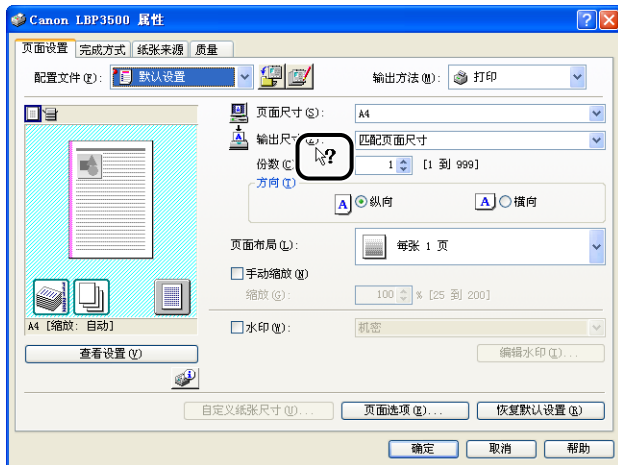 Canon LBP3500 属性
页面设置 完成方式 纸张来源 质量
配置文件(F): 默认设置 输出方法(M): 打印
页面尺寸(S): A4
输出尺 匹配页面尺寸
份数(C 1 [1 到 999]
方向(T)
A 纵向 A 横向
页面布局(L): 每张 1 页
手动缩放(N)
缩放(G): 100 % [25 到 200]
A4 [缩放: 自动]
水印(W): 机密
查看设置(V) 编辑水印(I)...
自定义纸张尺寸(U)... 页面选项(E)... 恢复默认设置(R)
确定 取消 帮助